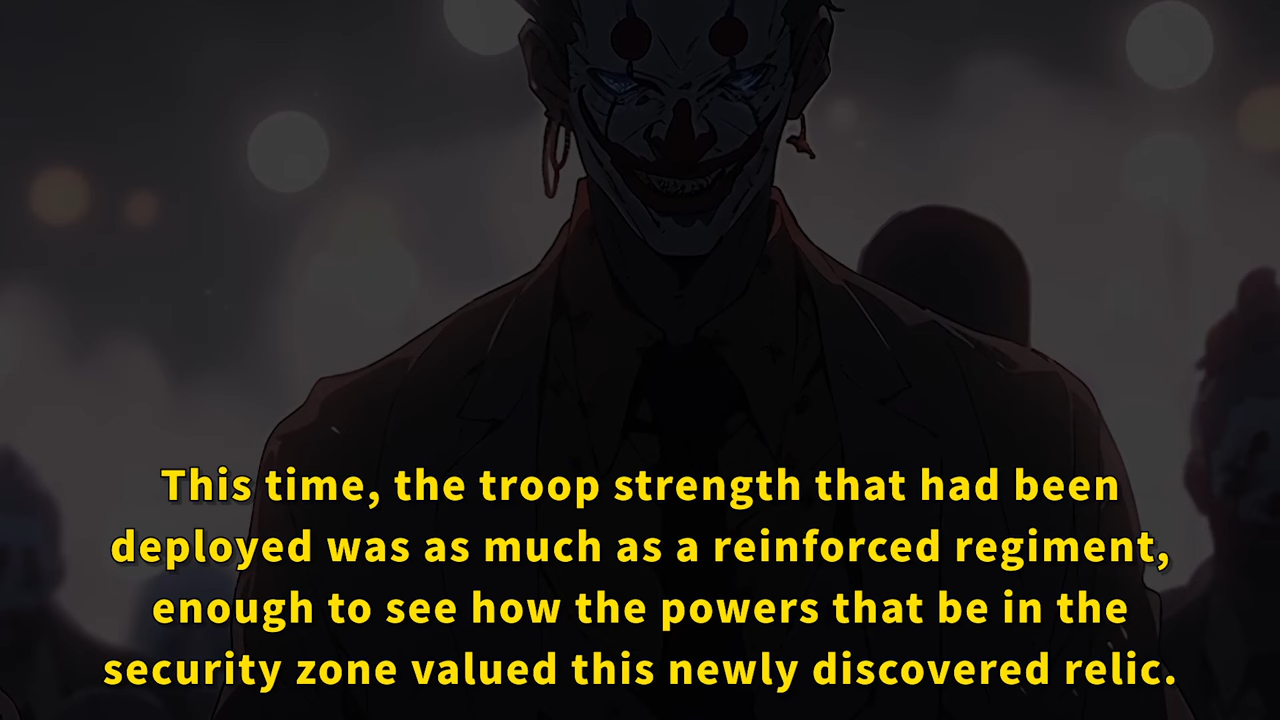 This time, the troop strength that had been
deployed was as much as a reinforced regiment,
enough to see how the powers that be in the
security zone valued this newly discovered relic.